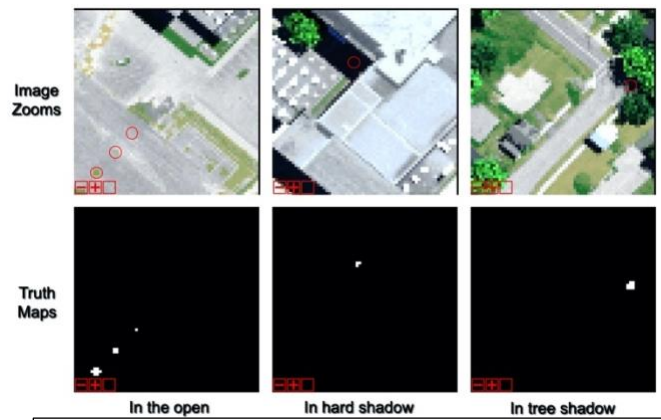 Image
Zooms
Truth
Maps
In the open
In hard shadow
In tree shadow